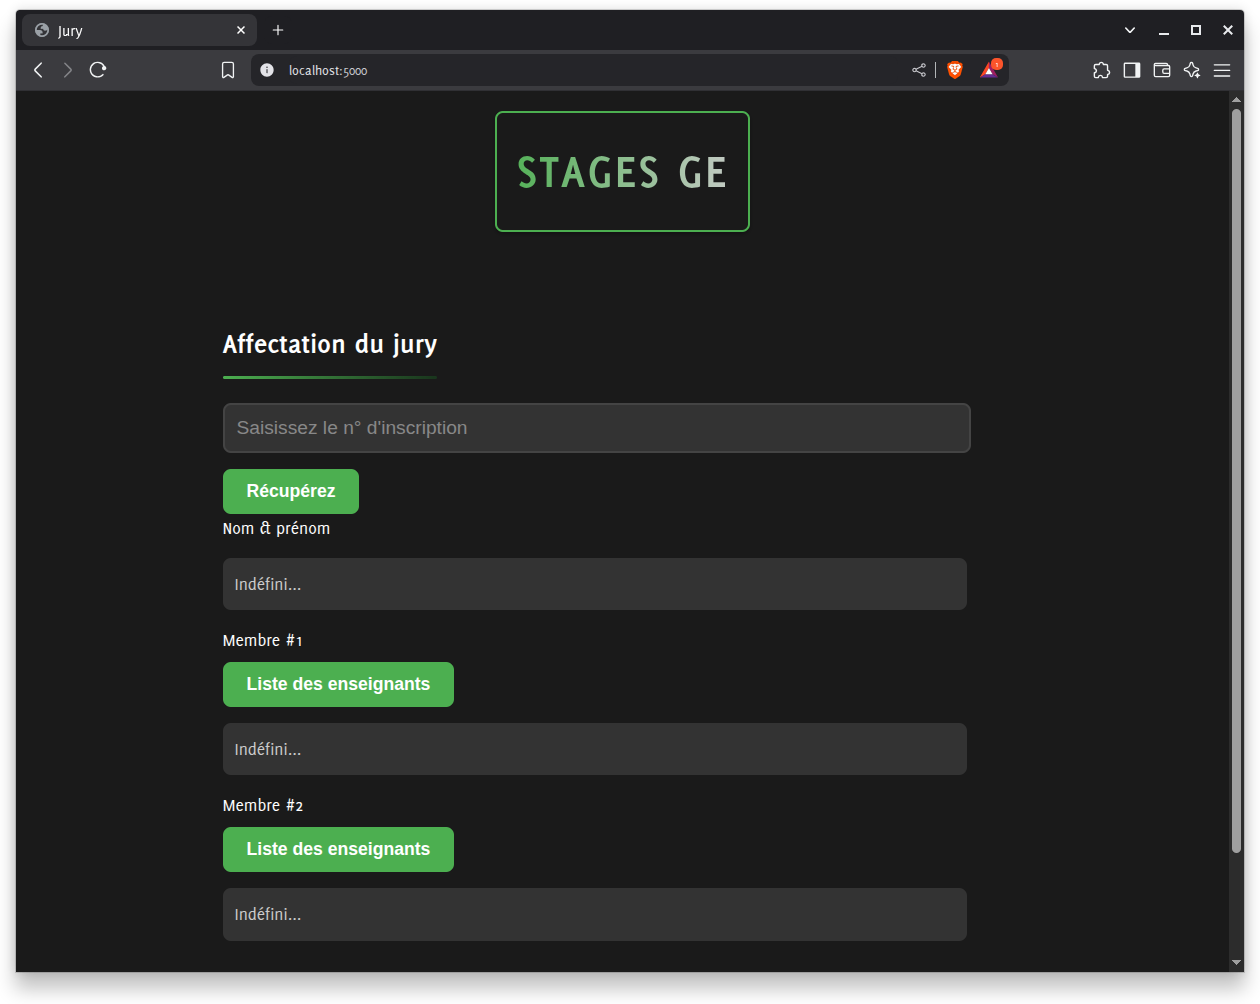 Jury
localhost:5000
1
STAGES GE
Affectation du jury
Saisissez le n° d'inscription
Récupérez
Nom & prénom
Indéfini...
Membre #1
Liste des enseignants
Indéfini...
Membre #2
Liste des enseignants
Indéfini...